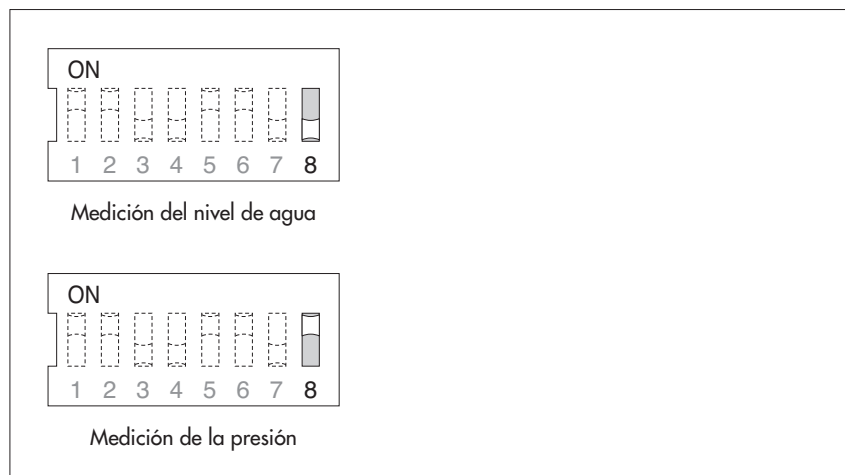 ON
1 2 3 4 5 6 7 8
Medición del nivel de agua
ON
1 2 3 4 5 6 7 8
Medición de la presión